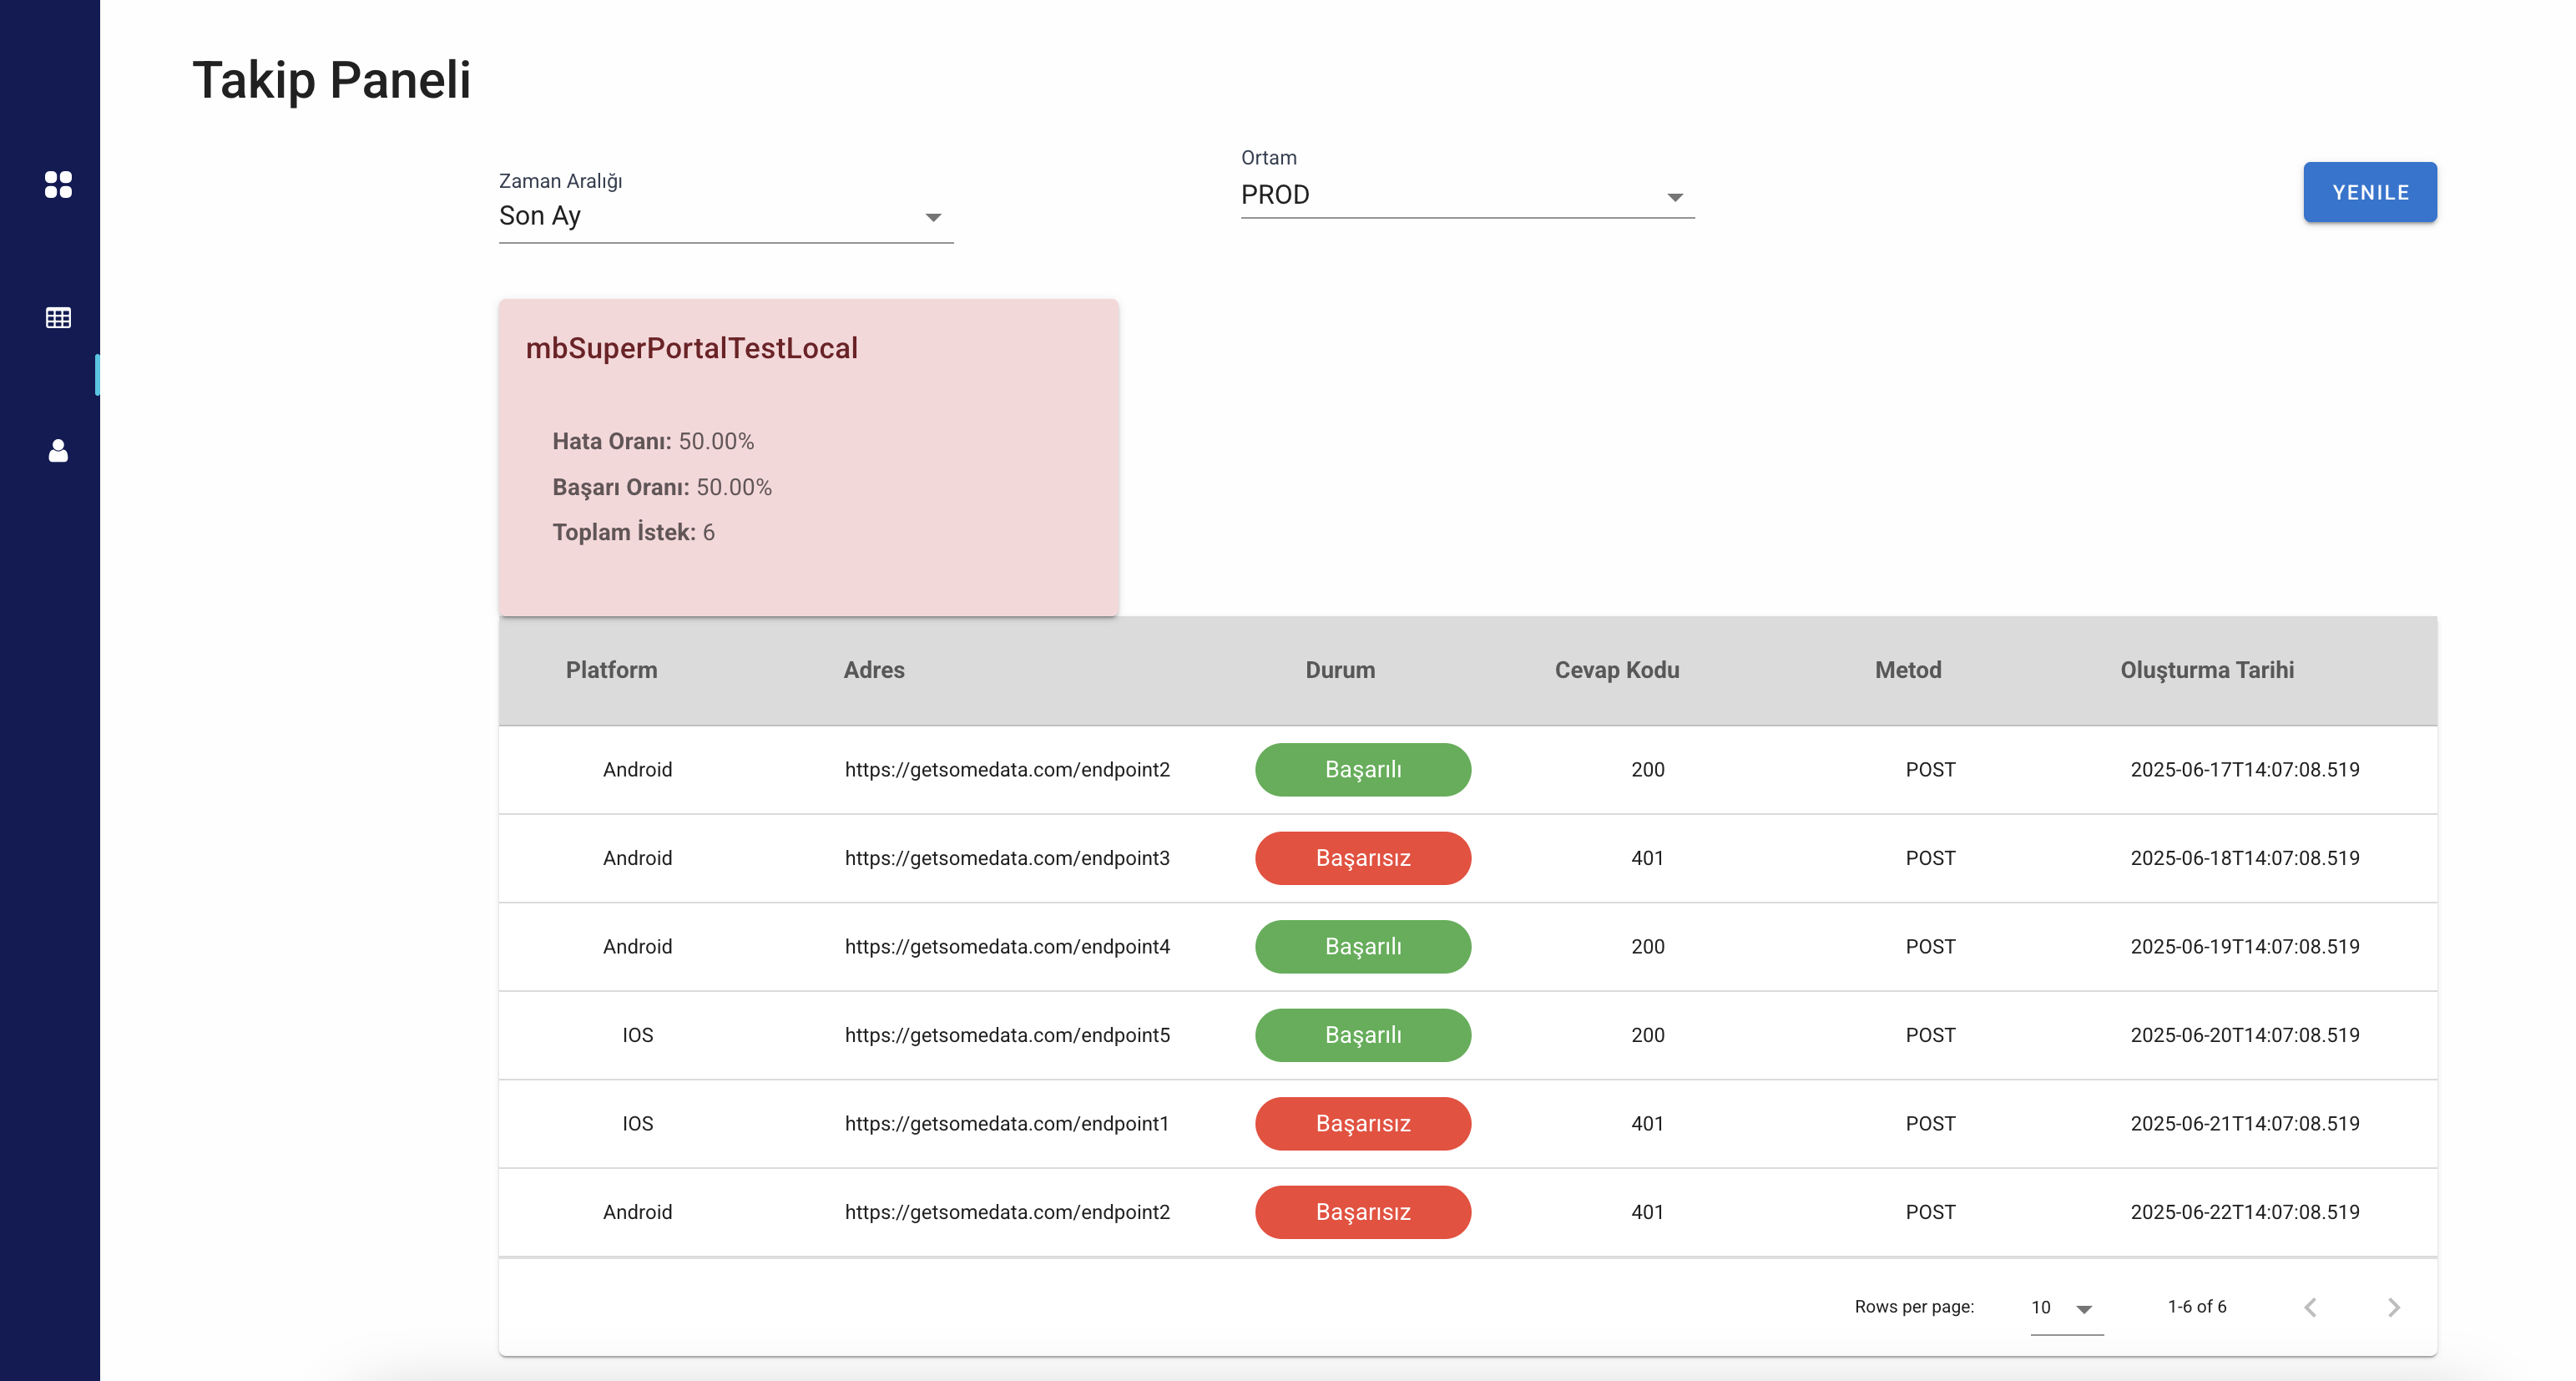 Takip Paneli
Zaman Aralığı
Son Ay
Ortam
PROD
YENILE
mbSuperPortalTestLocal
Hata Oranı: 50.00%
Başarı Oranı: 50.00%
Toplam İstek: 6
Platform Adres Durum Cevap Kodu Metod Oluşturma Tarihi
Android https://getsomedata.com/endpoint2 Başarılı 200 POST 2025-06-17T14:07:08.519
Android https://getsomedata.com/endpoint3 Başarısız 401 POST 2025-06-18T14:07:08.519
Android https://getsomedata.com/endpoint4 Başarılı 200 POST 2025-06-19T14:07:08.519
IOS https://getsomedata.com/endpoint5 Başarılı 200 POST 2025-06-20T14:07:08.519
IOS https://getsomedata.com/endpoint1 Başarısız 401 POST 2025-06-21T14:07:08.519
Android https://getsomedata.com/endpoint2 Başarısız 401 POST 2025-06-22T14:07:08.519
Rows per page: 10 1-6 of 6